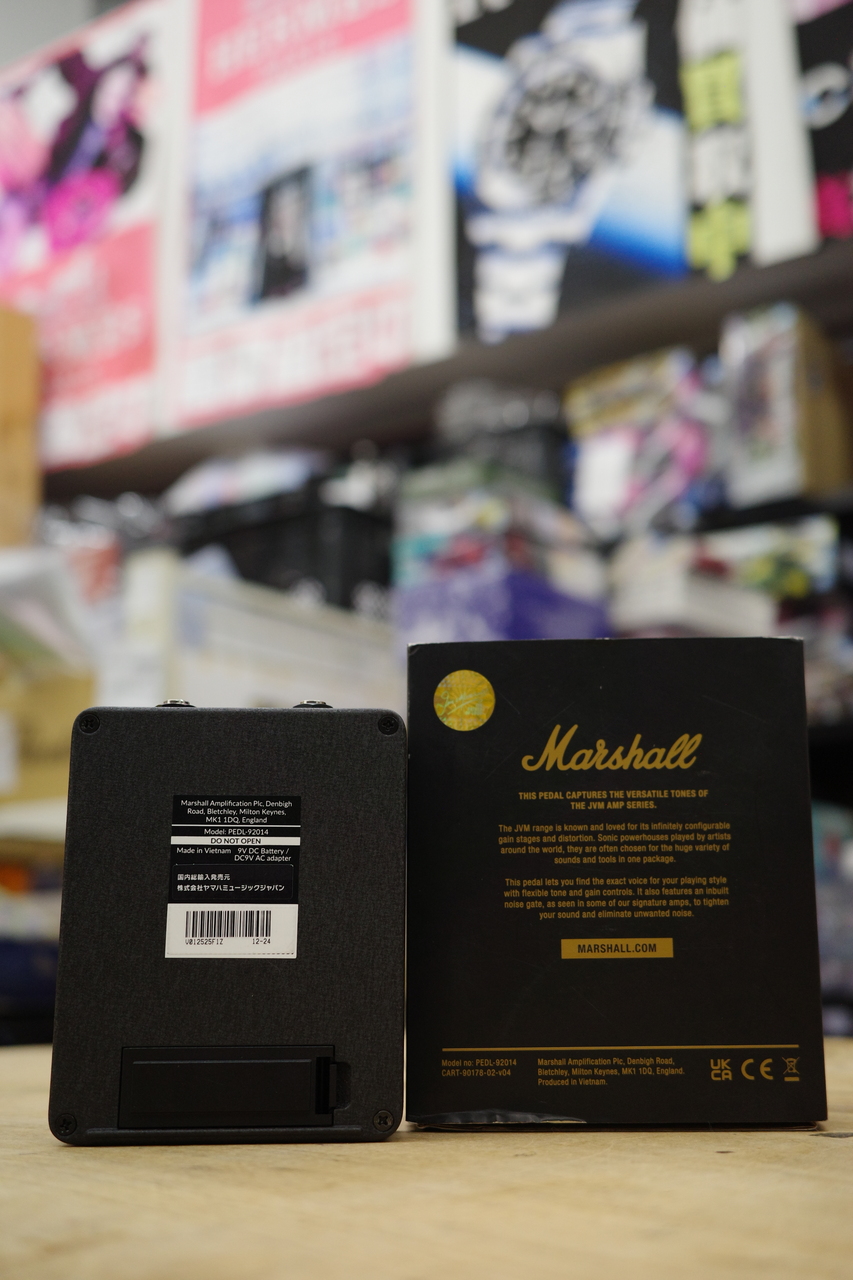 Marshall Amplification Plc, Denbigh
Road, Bletchley, Milton Keynes,
MK1 1DQ, England
Model: PEDL-92014
DO NOT OPEN
Made in Vietnam 9V DC Battery /
DC9V AC adapter
国内総輸入発売元
株式会社ヤマハミュージックジャパン
V012525F1Z 12-24
Marshall
THIS PEDAL CAPTURES THE VERSATILE TONES OF
THE JVM AMP SERIES.
The JVM range is known and loved for its infinitely configurable
gain stages and distortion. Sonic powerhouses played by artists
around the world, they are often chosen for the huge variety of
sounds and tools in one package.
This pedal lets you find the exact voice for your playing style
with flexible tone and gain controls. It also features an inbuilt
noise gate, as seen in some of our signature amps, to tighten
your sound and eliminate unwanted noise.
MARSHALL.COM
Model no: PEDL-92014
CART-90178-02-v04
Marshall Amplification Plc, Denbigh Road,
Bletchley, Milton Keynes, MK1 1DQ, England.
Produced in Vietnam.
UK
CA
CE